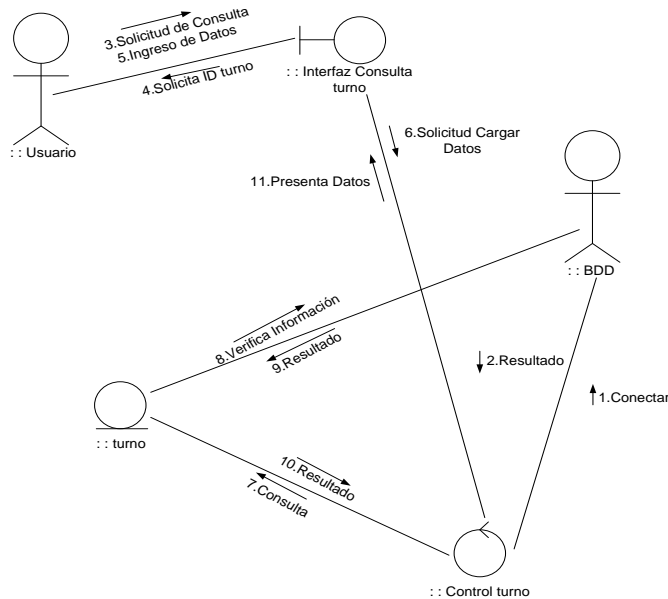 3.Solicitud de Consulta
5.Ingreso de Datos
4.Solicita ID turno
: : Interfaz Consulta
turno
: : Usuario
6.Solicitud Cargar
Datos
11.Presenta Datos
: : BDD
8.Verifica Información
9.Resultado
2.Resultado
1.Conectar
: : turno
10.Resultado
7.Consulta
: : Control turno